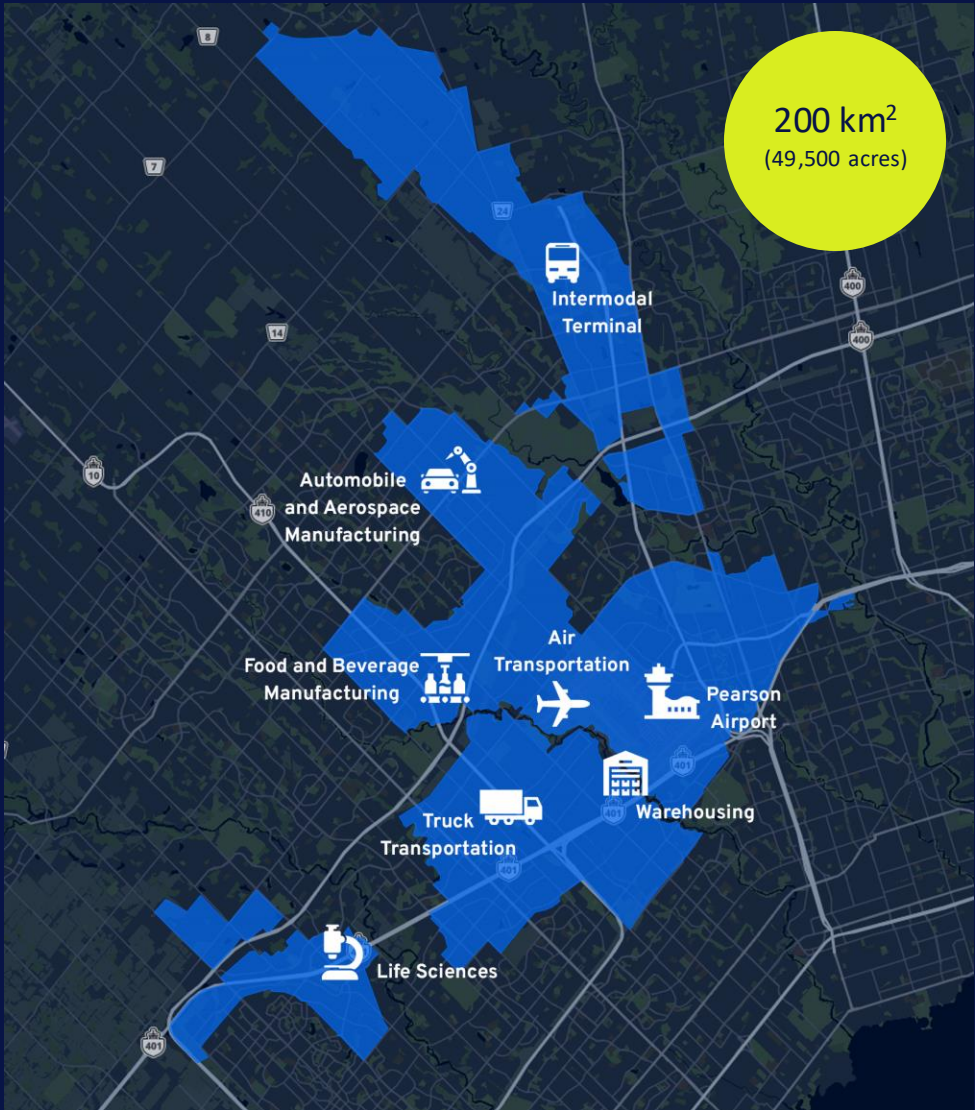 8
200 km²
(49,500 acres)
7
24
Intermodal
Terminal
400
400
14
Automobile
and Aerospace
Manufacturing
10
410
Air
Transportation
Food and Beverage
Manufacturing
Pearson
Airport
401
Warehousing
401
Truck
Transportation
401
Life Sciences
401